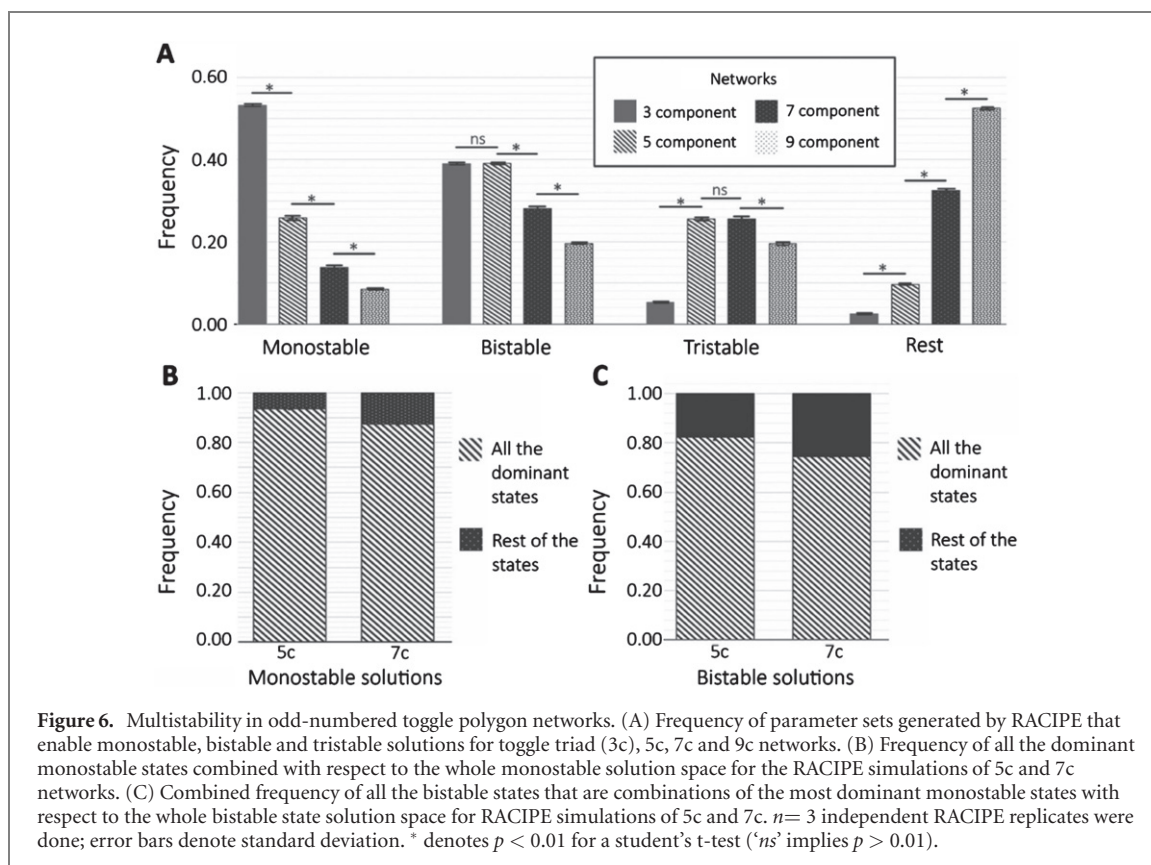 A
0.60
0.40
0.20
0.00
Frequency
Networks
3 component
7 component
5 component
9 component
*
*
*
ns
*
*
*
ns
*
*
*
*
Monostable
Bistable
Tristable
Rest
B
1.00
0.80
0.60
0.40
0.20
0.00
Frequency
5c
7c
Monostable solutions
All the
dominant
states
Rest of the
states
C
1.00
0.80
0.60
0.40
0.20
0.00
Frequency
5c
7c
Bistable solutions
All the
dominant
states
Rest of the
states
Figure 6. Multistability in odd-numbered toggle polygon networks. (A) Frequency of parameter sets generated by RACIPE that
enable monostable, bistable and tristable solutions for toggle triad (3c), 5c, 7c and 9c networks. (B) Frequency of all the dominant
monostable states combined with respect to the whole monostable solution space for the RACIPE simulations of 5c and 7c
networks. (C) Combined frequency of all the bistable states that are combinations of the most dominant monostable states with
respect to the whole bistable state solution space for RACIPE simulations of 5c and 7c. n= 3 independent RACIPE replicates were
done; error bars denote standard deviation. * denotes p < 0.01 for a student's t-test ('ns' implies p > 0.01).